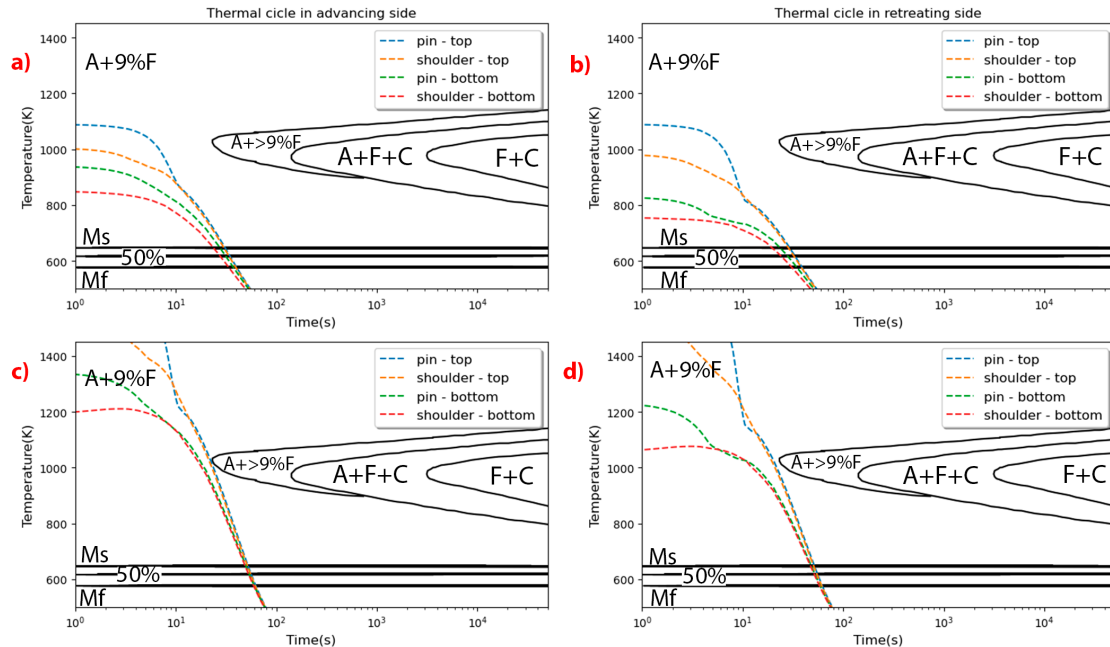 Thermal cicle in advancing side
a)
A+9%F
pin - top
shoulder - top
pin - bottom
shoulder - bottom
A+>9%F
A+F+C
F+C
Ms
50%
Mf
1400
1200
1000
800
600
Temperature(K)
10^0
10^1
10^2
10^3
10^4
Time(s)
Thermal cicle in retreating side
b)
A+9%F
pin - top
shoulder - top
pin - bottom
shoulder - bottom
A+>9%F
A+F+C
F+C
Ms
50%
Mf
1400
1200
1000
800
600
Temperature(K)
10^0
10^1
10^2
10^3
10^4
Time(s)
c)
A+9%F
pin - top
shoulder - top
pin - bottom
shoulder - bottom
A+>9%F
A+F+C
F+C
Ms
50%
Mf
1400
1200
1000
800
600
Temperature(K)
10^0
10^1
10^2
10^3
10^4
Time(s)
d)
A+9%F
pin - top
shoulder - top
pin - bottom
shoulder - bottom
A+>9%F
A+F+C
F+C
Ms
50%
Mf
1400
1200
1000
800
600
Temperature(K)
10^0
10^1
10^2
10^3
10^4
Time(s)